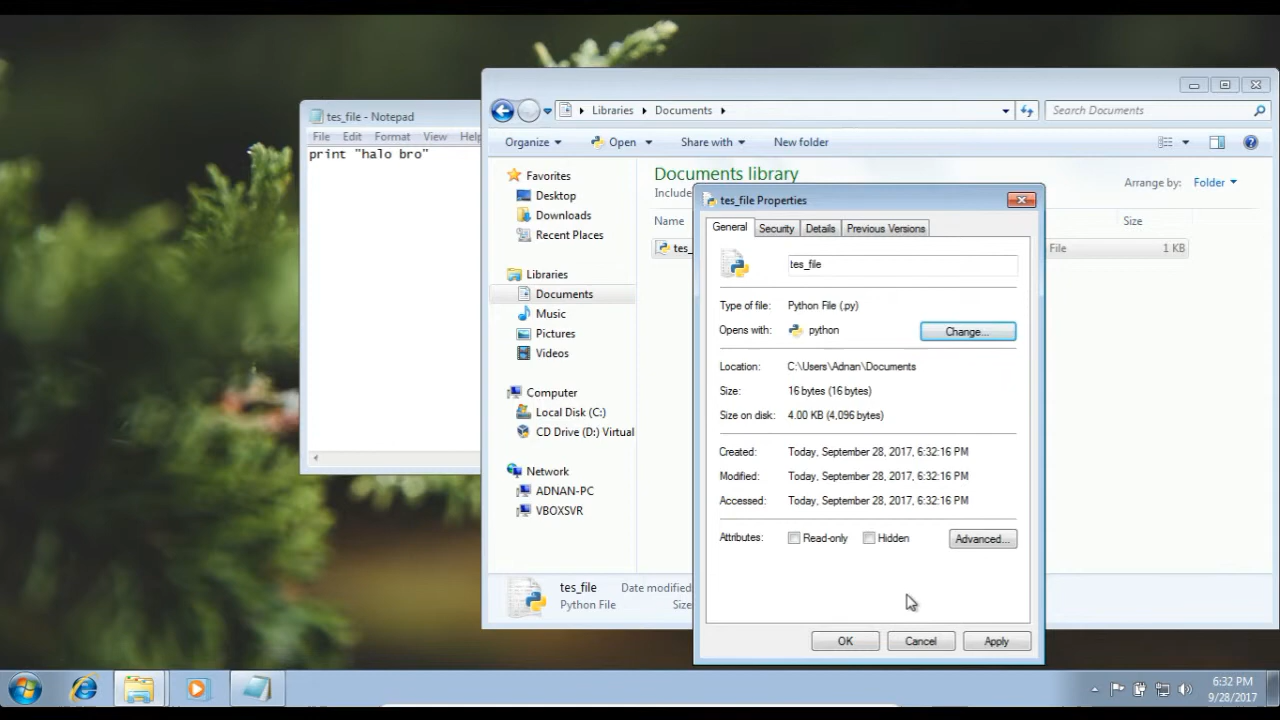 tes_file - Notepad
File Edit Format View Help
print "halo bro"
Libraries Documents
Search Documents
Organize Open Share with New folder
Favorites
Desktop
Downloads
Recent Places
Libraries
Documents
Music
Pictures
Videos
Computer
Local Disk (C:)
CD Drive (D:) Virtual
Network
ADNAN-PC
VBOXSVR
Documents library
Arrange by: Folder
Name
Size
tes_
File
1 KB
tes_file Properties
General Security Details Previous Versions
tes_file
Type of file: Python File (.py)
Opens with: python Change...
Location: C:\Users\Adnan\Documents
Size: 16 bytes (16 bytes)
Size on disk: 4.00 KB (4,096 bytes)
Created: Today, September 28, 2017, 6:32:16 PM
Modified: Today, September 28, 2017, 6:32:16 PM
Accessed: Today, September 28, 2017, 6:32:16 PM
Attributes: Read-only Hidden Advanced...
OK Cancel Apply
tes_file Date modified
Python File
6:32 PM
9/28/2017